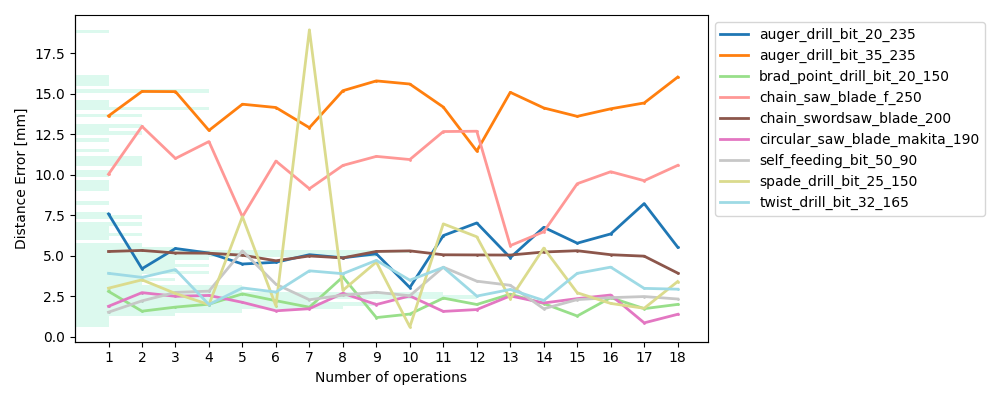 17.5
15.0
12.5
10.0
7.5
5.0
2.5
0.0
Distance Error [mm]
1 2 3 4 5 6 7 8 9 10 11 12 13 14 15 16 17 18
Number of operations
auger_drill_bit_20_235
auger_drill_bit_35_235
brad_point_drill_bit_20_150
chain_saw_blade_f_250
chain_swordsaw_blade_200
circular_saw_blade_makita_190
self_feeding_bit_50_90
spade_drill_bit_25_150
twist_drill_bit_32_165